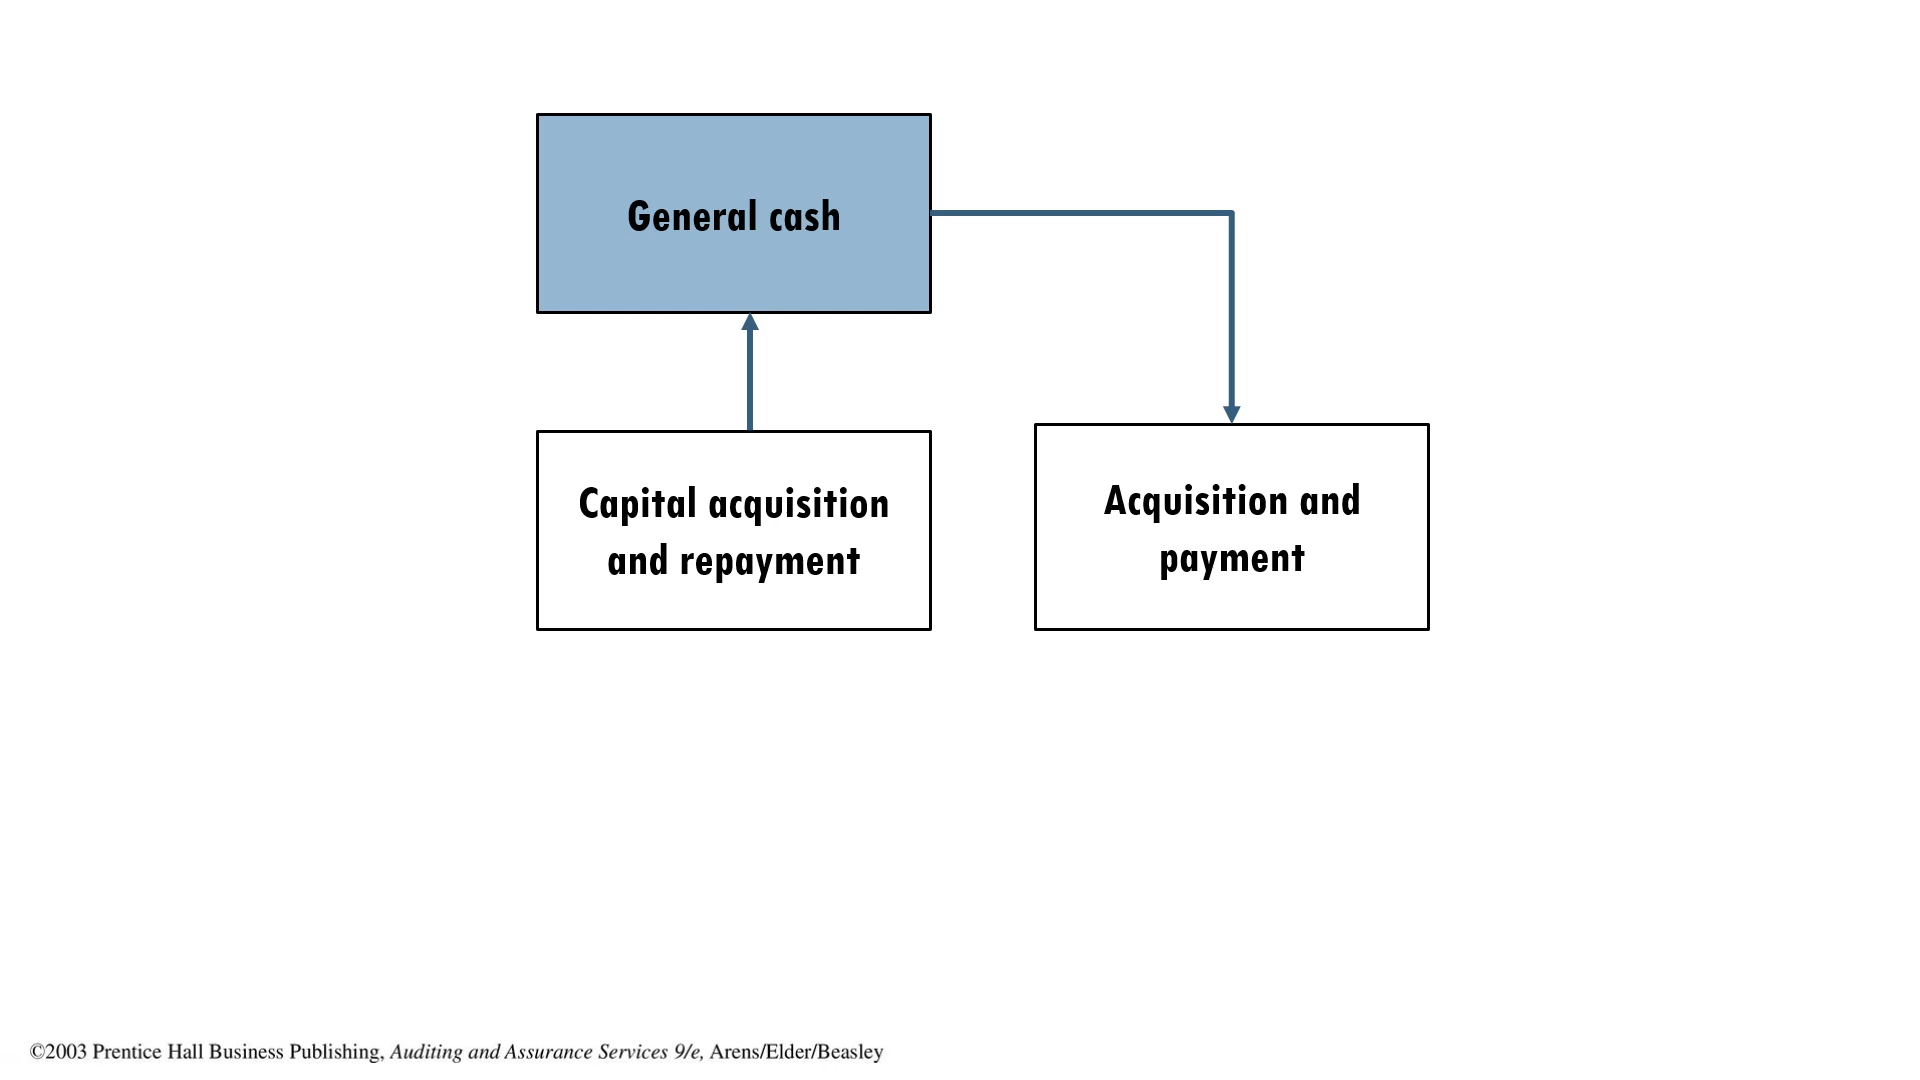 General cash
Capital acquisition
and repayment
Acquisition and
payment
©2003 Prentice Hall Business Publishing, Auditing and Assurance Services 9/e, Arens/Elder/Beasley